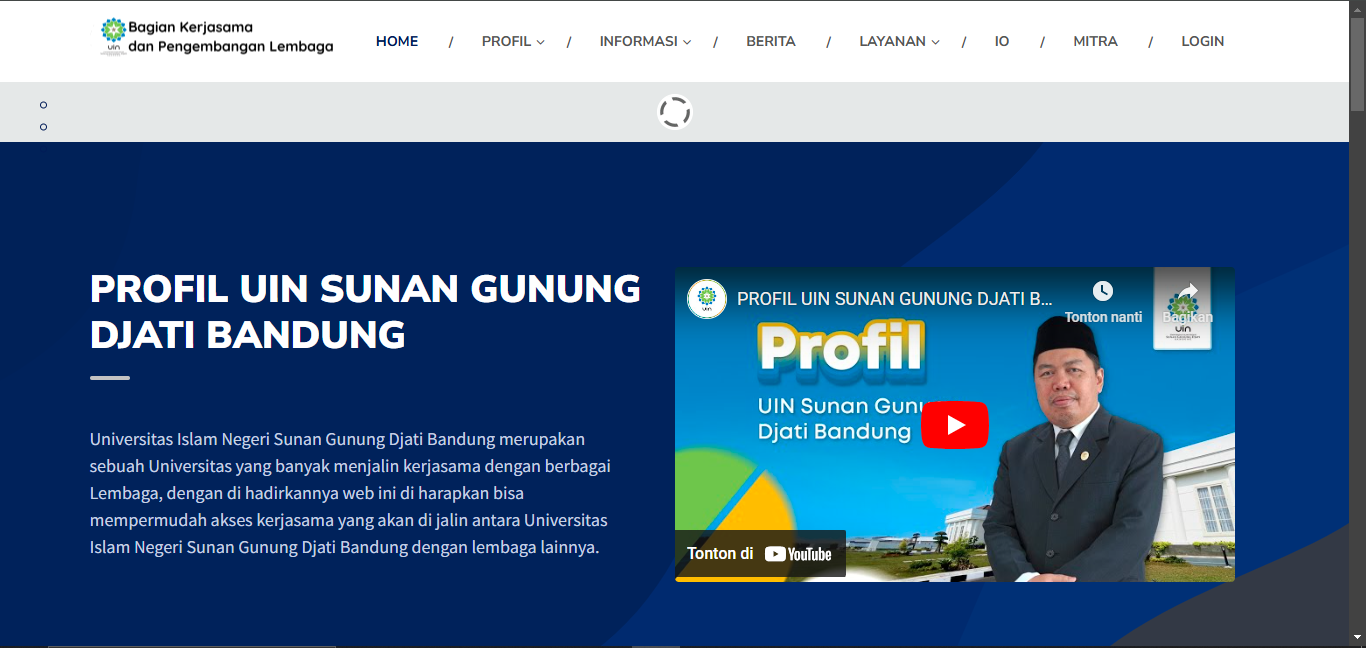 Bagian Kerjasama
dan Pengembangan Lembaga
HOME / PROFIL / INFORMASI / BERITA / LAYANAN / IO / MITRA / LOGIN
PROFIL UIN SUNAN GUNUNG
DJATI BANDUNG
Universitas Islam Negeri Sunan Gunung Djati Bandung merupakan
sebuah Universitas yang banyak menjalin kerjasama dengan berbagai
Lembaga, dengan di hadirkannya web ini di harapkan bisa
mempermudah akses kerjasama yang akan di jalin antara Universitas
Islam Negeri Sunan Gunung Djati Bandung dengan lembaga lainnya.
PROFIL UIN SUNAN GUNUNG DJATI B...
Tonton nanti
Bagikan
uin
Profil
UIN Sunan Gunu
Djati Bandung
Tonton di YouTube